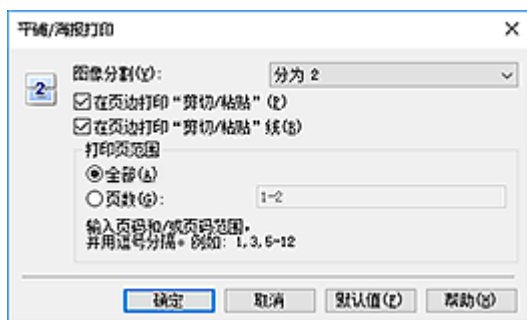 平铺/海报打印
图像分割(V): 分为 2
2
在页边打印 “剪切/粘贴” (P)
在页边打印 “剪切/粘贴” 线(B)
打印页范围
全部(A)
页数(G): 1-2
输入页码和/或页码范围，
并用逗号分隔。例如: 1,3,5-12
确定 取消 默认值(F) 帮助(H)